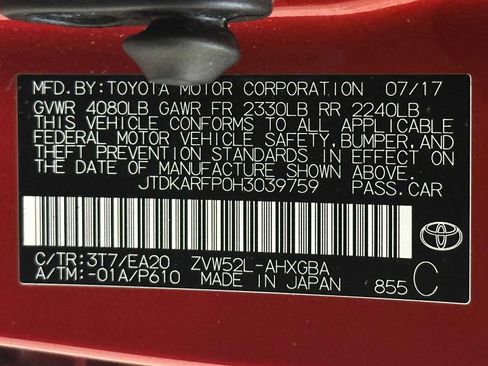 MFD.BY:TOYOTA MOTOR CORPORATION 07/17
GVWR 4080LB GAWR FR 2330LB RR 2240LB
THIS VEHICLE CONFORMS TO ALL APPLICABLE
FEDERAL MOTOR VEHICLE SAFETY,BUMPER,AND
THEFT PREVENTION STANDARDS IN EFFECT ON
THE DATE OF MANUFACTURE SHOWN ABOVE.
JTDKARFP0H3039759 PASS.CAR
C/TR:3T7/EA20 ZVW52L-AHXGBA
A/TM:-01A/P610 MADE IN JAPAN 855 C